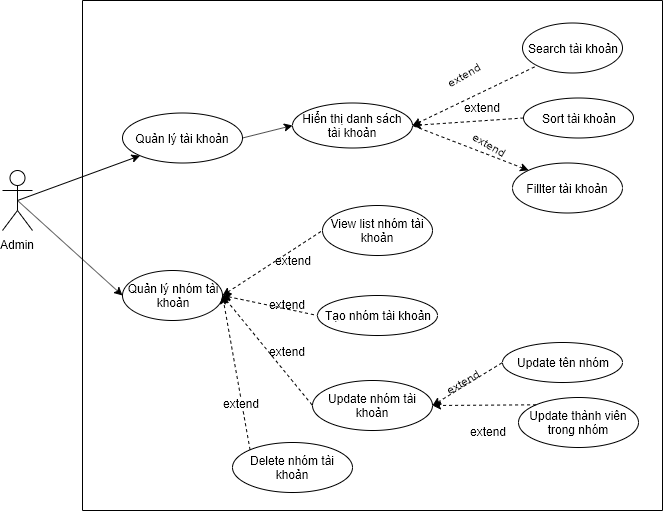 Search tài khoản
extend
Hiển thị danh sách
tài khoản
extend
Sort tài khoản
Quản lý tài khoản
extend
Fillter tài khoản
Admin
View list nhóm tài
khoản
extend
Quản lý nhóm tài
khoản
extend
Tạo nhóm tài khoản
extend
Update tên nhóm
extend
Update nhóm tài
khoản
extend
Update thành viên
trong nhóm
extend
Delete nhóm tài
khoản